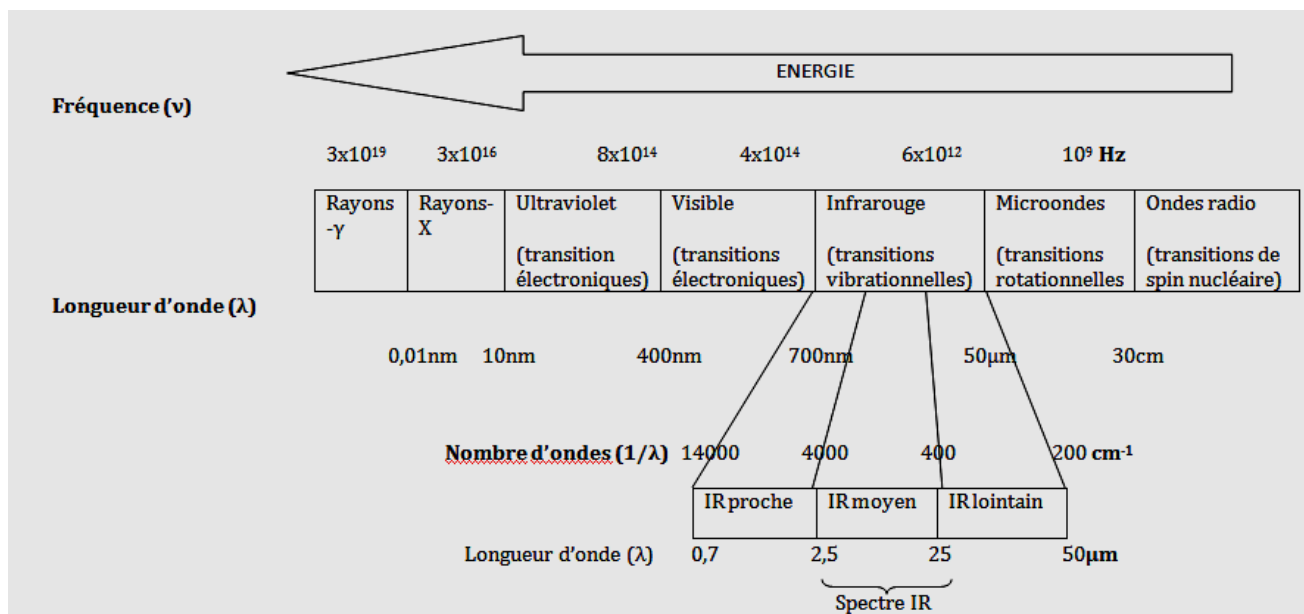 ENERGIE
Fréquence (ν)
3x10¹⁹ 3x10¹⁶ 8x10¹⁴ 4x10¹⁴ 6x10¹² 10⁹ Hz
Rayons Rayons- Ultraviolet Visible Infrarouge Microondes Ondes radio
-γ X
(transition (transitions (transitions (transitions (transitions de
électroniques) électroniques) vibrationnelles) rotationnelles spin nucléaire)
Longueur d’onde (λ)
0,01nm 10nm 400nm 700nm 50μm 30cm
Nombre d’ondes (1/λ) 14000 4000 400 200 cm⁻¹
IR proche IR moyen IR lointain
Longueur d’onde (λ) 0,7 2,5 25 50μm
Spectre IR